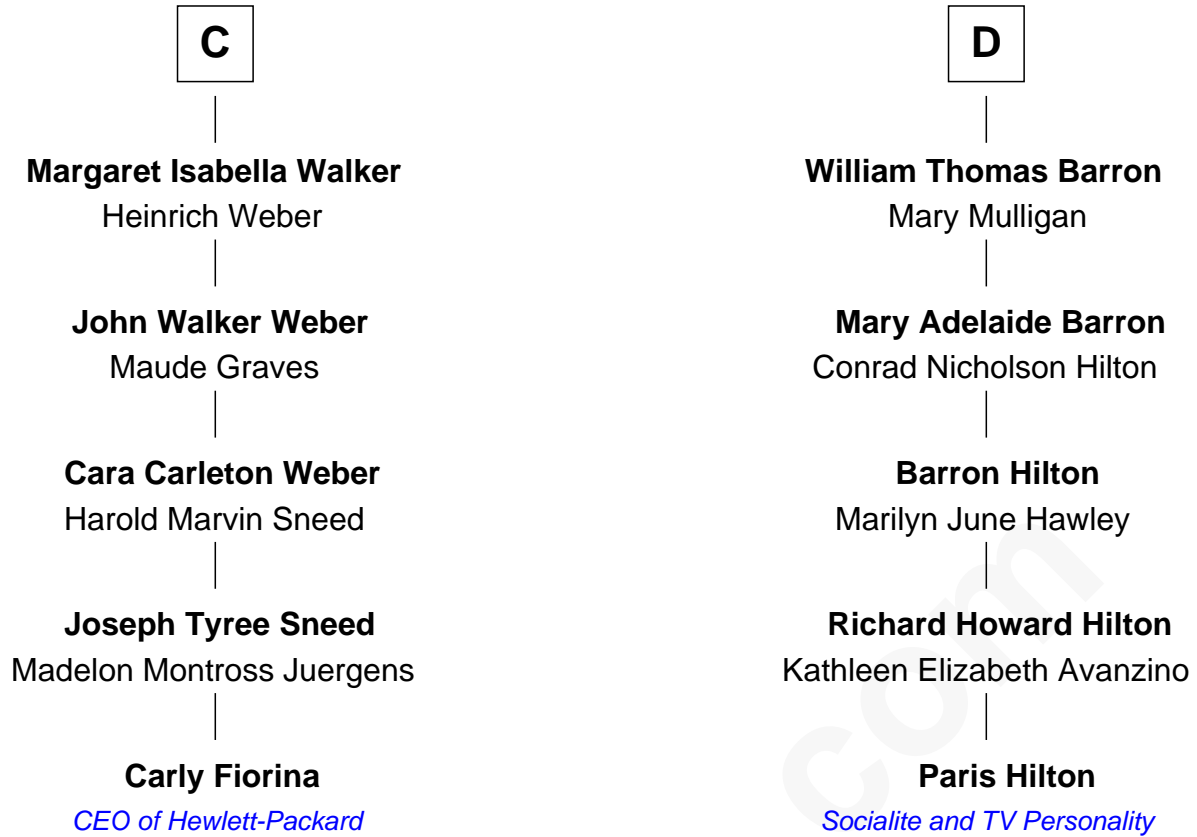 C
Margaret Isabella Walker
Heinrich Weber
John Walker Weber
Maude Graves
Cara Carleton Weber
Harold Marvin Sneed
Joseph Tyree Sneed
Madelon Montross Juergens
Carly Fiorina
CEO of Hewlett-Packard
D
William Thomas Barron
Mary Mulligan
Mary Adelaide Barron
Conrad Nicholson Hilton
Barron Hilton
Marilyn June Hawley
Richard Howard Hilton
Kathleen Elizabeth Avanzino
Paris Hilton
Socialite and TV Personality
com